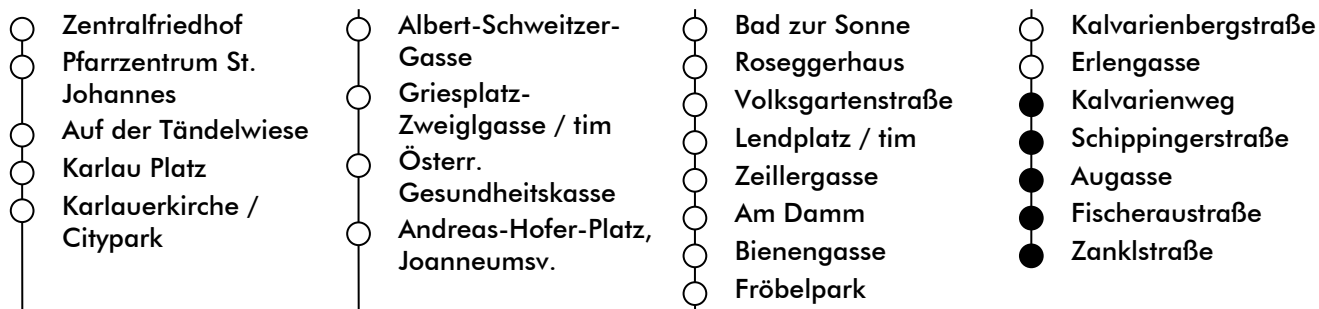 Zentralfriedhof
Pfarrzentrum St.
Johannes
Auf der Tändelwiese
Karlau Platz
Karlauerkirche /
Citypark
Albert-Schweitzer-
Gasse
Griesplatz-
Zweiglgasse / tim
Österr.
Gesundheitskasse
Andreas-Hofer-Platz,
Joanneumsv.
Bad zur Sonne
Roseggerhaus
Volksgartenstraße
Lendplatz / tim
Zeillergasse
Am Damm
Bienengasse
Fröbelpark
Kalvarienbergstraße
Erlengasse
Kalvarienweg
Schippingerstraße
Augasse
Fischeraustraße
Zanklstraße